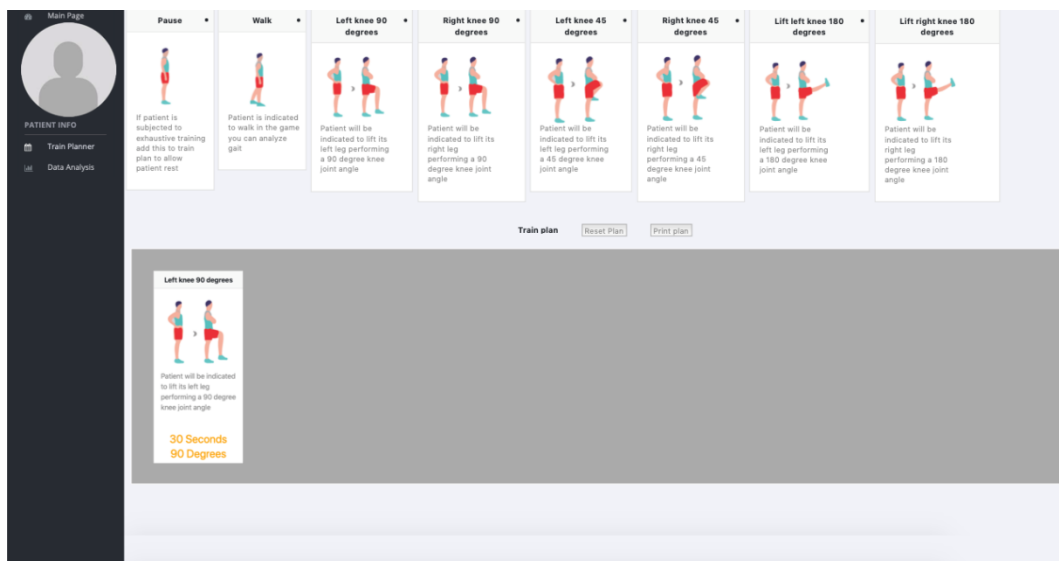 Main Page
PATIENT INFO
Train Planner
Data Analysis
Pause
If patient is
subjected to
exhaustive training
add this to train
plan to allow
patient rest
Walk
Patient is indicated
to walk in the game
you can analyze
gait
Left knee 90
degrees
Patient will be
indicated to lift its
left leg performing
a 90 degree knee
joint angle
Right knee 90
degrees
Patient will be
indicated to lift its
right leg
performing a 90
degree knee joint
angle
Left knee 45
degrees
Patient will be
indicated to lift its
left leg performing
a 45 degree knee
joint angle
Right knee 45
degrees
Patient will be
indicated to lift its
right leg
performing a 45
degree knee joint
angle
Lift left knee 180
degrees
Patient will be
indicated to lift its
left leg performing
a 180 degree knee
joint angle
Lift right knee 180
degrees
Patient will be
indicated to lift its
right leg
performing a 180
degree knee joint
angle
Train plan
Reset Plan
Print plan
Left knee 90 degrees
Patient will be indicated
to lift its left leg
performing a 90 degree
knee joint angle
30 Seconds
90 Degrees